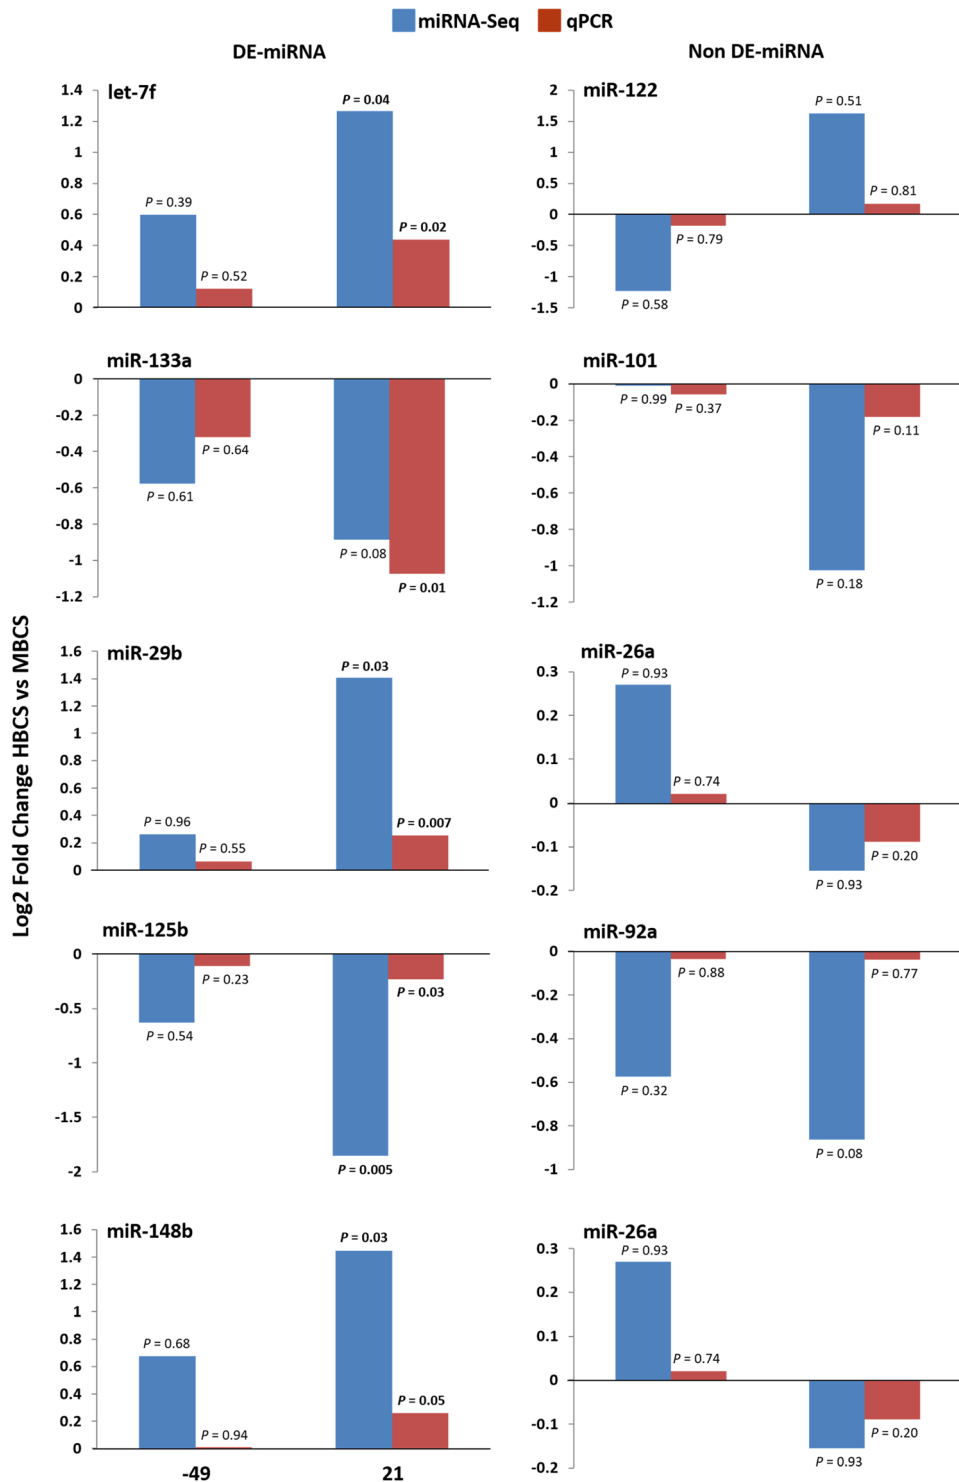 miRNA-Seq qPCR
DE-miRNA
Non DE-miRNA
Log2 Fold Change HBCS vs MBCS
let-7f
1.4
1.2
1
0.8
0.6
0.4
0.2
0
P = 0.39
P = 0.52
P = 0.04
P = 0.02
miR-122
2
1.5
1
0.5
0
-0.5
-1
-1.5
P = 0.58
P = 0.79
P = 0.51
P = 0.81
miR-133a
0
-0.2
-0.4
-0.6
-0.8
-1
-1.2
P = 0.61
P = 0.64
P = 0.08
P = 0.01
miR-101
0
-0.2
-0.4
-0.6
-0.8
-1
-1.2
P = 0.99
P = 0.37
P = 0.18
P = 0.11
miR-29b
1.6
1.4
1.2
1
0.8
0.6
0.4
0.2
0
P = 0.96
P = 0.55
P = 0.03
P = 0.007
miR-26a
0.3
0.2
0.1
0
-0.1
-0.2
P = 0.93
P = 0.74
P = 0.93
P = 0.20
miR-125b
0
-0.5
-1
-1.5
-2
P = 0.54
P = 0.23
P = 0.005
P = 0.03
miR-92a
0
-0.2
-0.4
-0.6
-0.8
-1
P = 0.32
P = 0.88
P = 0.08
P = 0.77
miR-148b
1.6
1.4
1.2
1
0.8
0.6
0.4
0.2
0
P = 0.68
P = 0.94
P = 0.03
P = 0.05
-49
21
miR-26a
0.3
0.2
0.1
0
-0.1
-0.2
P = 0.93
P = 0.74
P = 0.93
P = 0.20